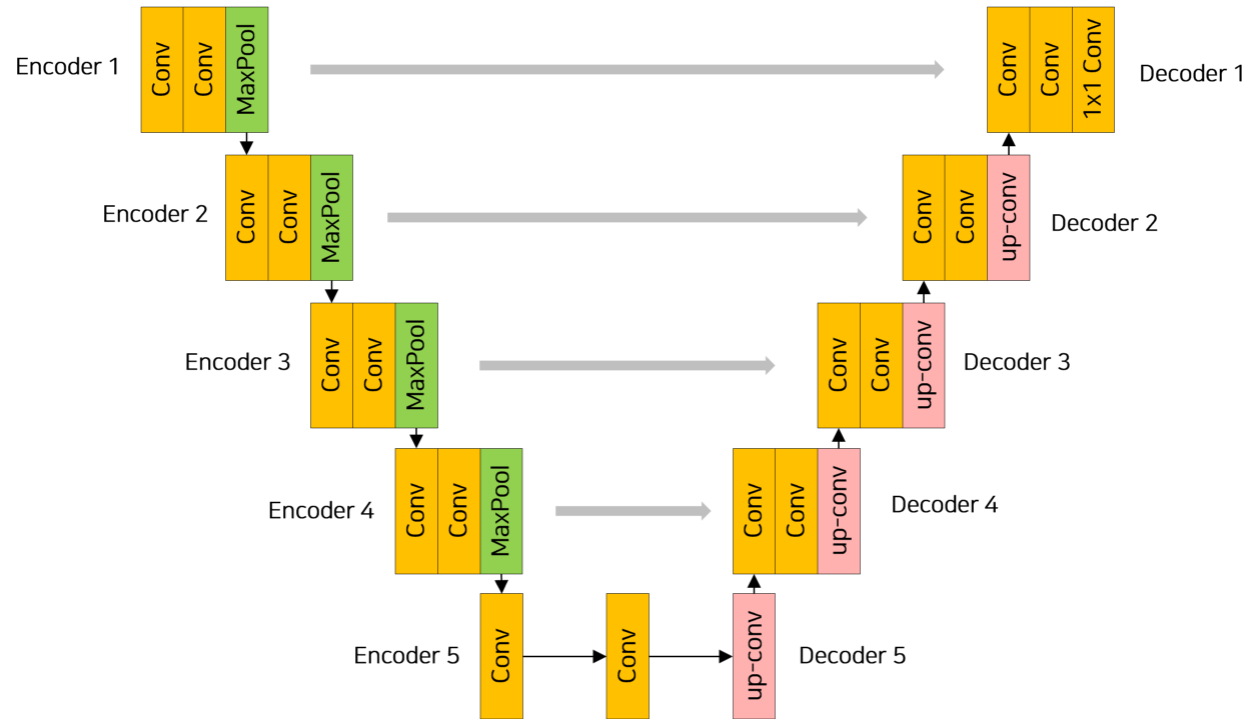 Encoder 1
Conv
Conv
MaxPool
Conv
Conv
1x1 Conv
Decoder 1
Encoder 2
Conv
Conv
MaxPool
Conv
Conv
up-conv
Decoder 2
Encoder 3
Conv
Conv
MaxPool
Conv
Conv
up-conv
Decoder 3
Encoder 4
Conv
Conv
MaxPool
Conv
Conv
up-conv
Decoder 4
Encoder 5
Conv
Conv
up-conv
Decoder 5